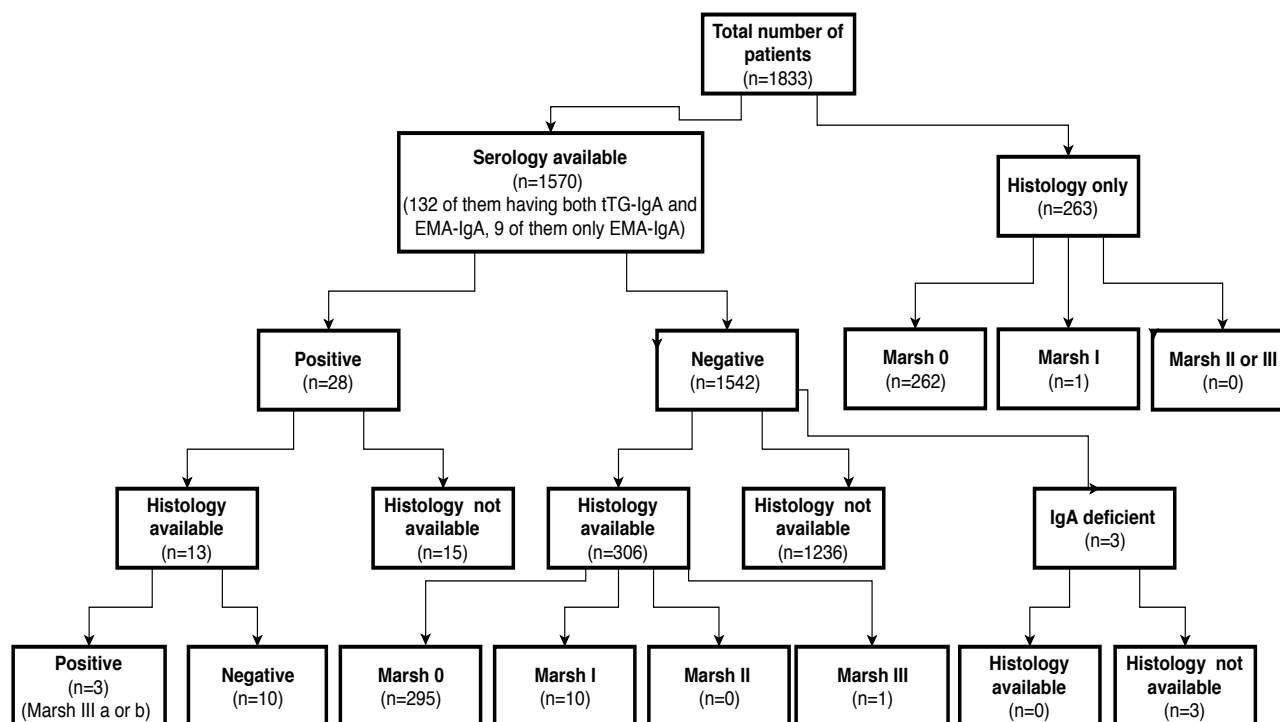 Total number of
patients
(n=1833)
Serology available
(n=1570)
(132 of them having both tTG-IgA and
EMA-IgA, 9 of them only EMA-IgA)
Histology only
(n=263)
Positive
(n=28)
Negative
(n=1542)
Marsh 0
(n=262)
Marsh I
(n=1)
Marsh II or III
(n=0)
Histology
available
(n=13)
Histology not
available
(n=15)
Histology
available
(n=306)
Histology not
available
(n=1236)
IgA deficient
(n=3)
Positive
(n=3)
(Marsh III a or b)
Negative
(n=10)
Marsh 0
(n=295)
Marsh I
(n=10)
Marsh II
(n=0)
Marsh III
(n=1)
Histology
available
(n=0)
Histology not
available
(n=3)